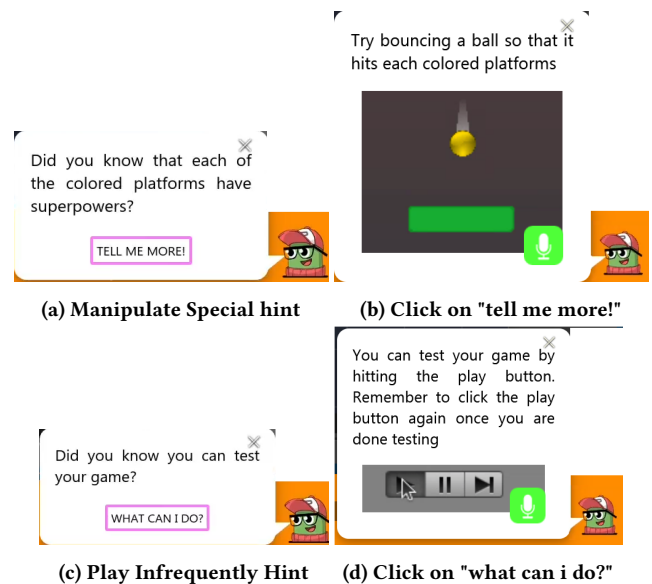 Did you know that each of
the colored platforms have
superpowers?
TELL ME MORE!
(a) Manipulate Special hint
Try bouncing a ball so that it
hits each colored platforms
(b) Click on "tell me more!"
Did you know you can test
your game?
WHAT CAN I DO?
(c) Play Infrequently Hint
You can test your game by
hitting the play button.
Remember to click the play
button again once you are
done testing
(d) Click on "what can i do?"